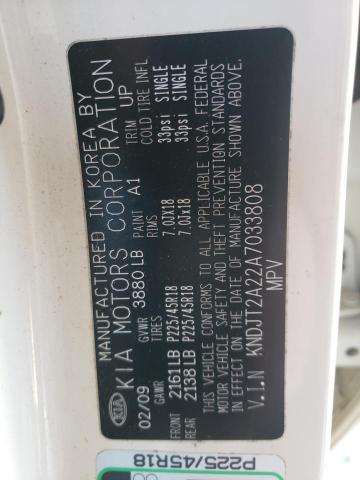 MANUFACTURED IN KOREA BY
KIA KIA MOTORS CORPORATION
02/09 GVWR 3880 LB PAINT A1 TRIM UP
GAWR TIRES RIMS COLD TIRE INFL
2161 LB P225/45R18 7.0JX18 33psi SINGLE
REAR 2138 LB P225/45R18 7.0JX18 33psi SINGLE
THIS VEHICLE CONFORMS TO ALL APPLICABLE U.S.A. FEDERAL
MOTOR VEHICLE SAFETY AND THEFT PREVENTION STANDARDS
IN EFFECT ON THE DATE OF MANUFACTURE SHOWN ABOVE.
V.I.N KNDJT2A22A7038808
MPV
P225/45R18